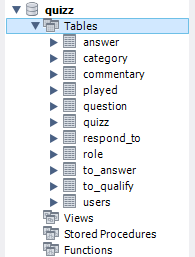 quizz
Tables
answer
category
commentary
played
question
quizz
respond_to
role
to_answer
to_qualify
users
Views
Stored Procedures
Functions